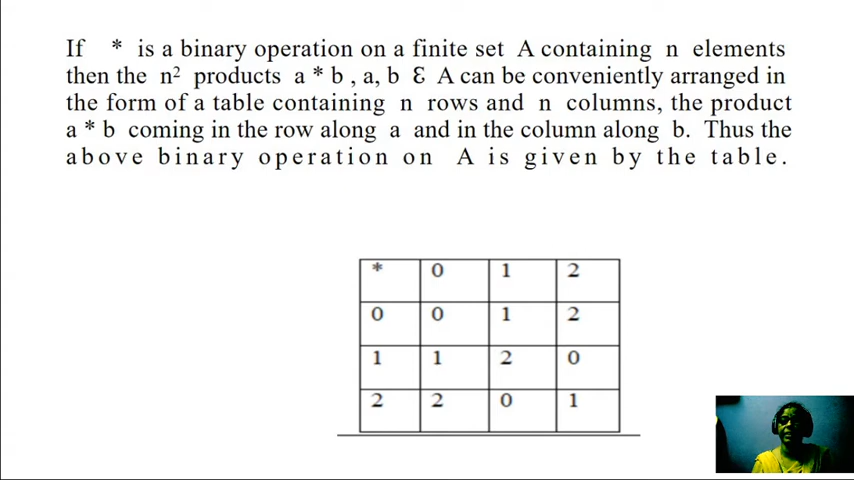 If * is a binary operation on a finite set A containing n elements
then the n² products a * b , a, b Ɛ A can be conveniently arranged in
the form of a table containing n rows and n columns, the product
a * b coming in the row along a and in the column along b. Thus the
above binary operation on A is given by the table.
* 0 1 2
0 0 1 2
1 1 2 0
2 2 0 1